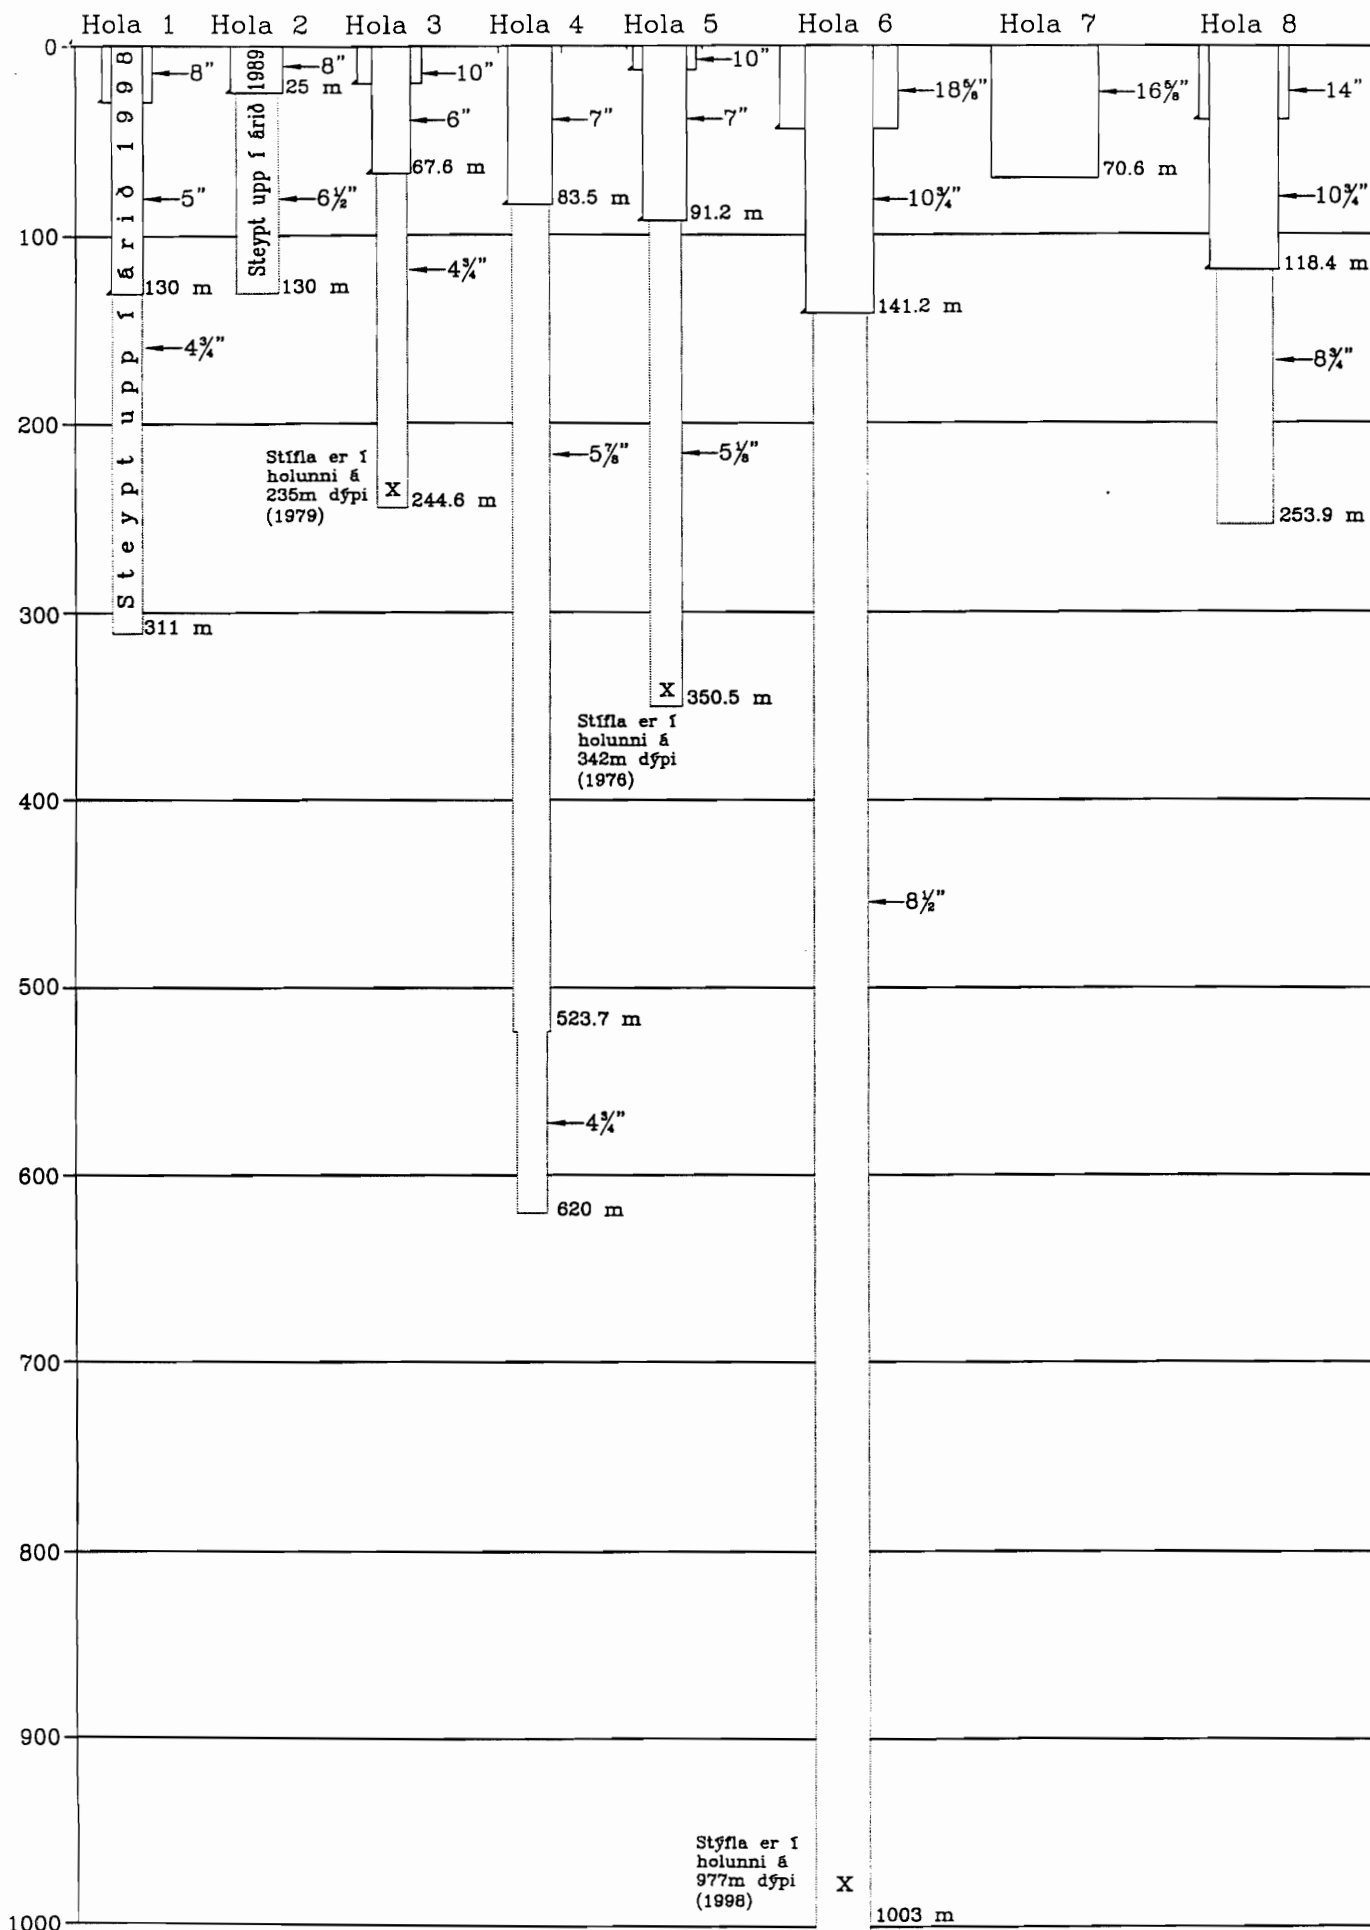 Hola 1 Hola 2 Hola 3 Hola 4 Hola 5 Hola 6 Hola 7 Hola 8
0
100
200
300
400
500
600
700
800
900
1000
8"
5"
130 m
4¾"
311 m
Steypt upp í árið 1998
8"
25 m
6½"
130 m
Steypt upp í árið 1989
10"
6"
67.6 m
4¾"
Stífla er í
holunni á
235m dýpi
(1979)
X
244.6 m
7"
83.5 m
5⅞"
523.7 m
4¾"
620 m
10"
7"
91.2 m
5⅛"
X
350.5 m
Stífla er í
holunni á
342m dýpi
(1976)
18⅝"
10¾"
141.2 m
8½"
Stýfla er í
holunni á
977m dýpi
(1998)
X
1003 m
16⅝"
70.6 m
14"
10¾"
118.4 m
8¾"
253.9 m